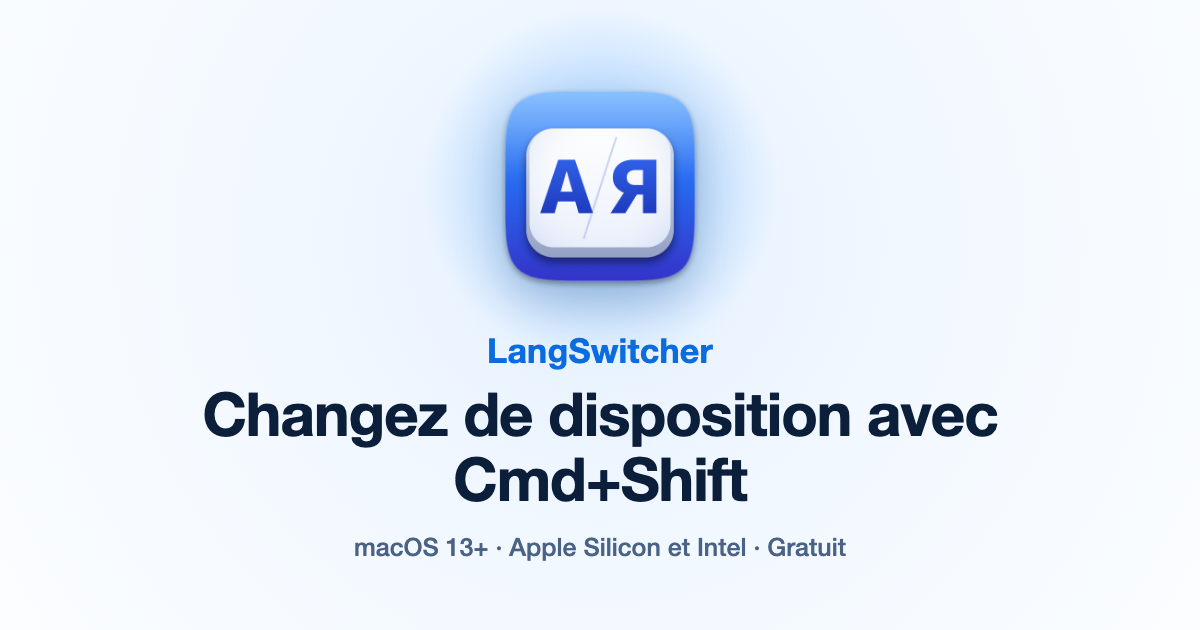 A/Я
LangSwitcher
Changez de disposition avec
Cmd+Shift
macOS 13+ · Apple Silicon et Intel · Gratuit